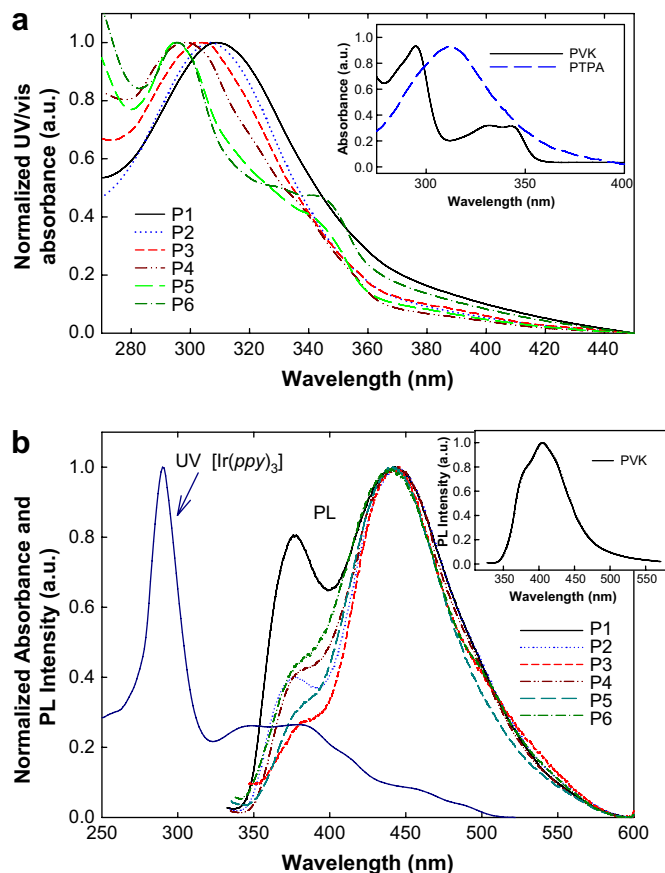 a
Normalized UV/vis
absorbance (a.u.)
1.0
0.8
0.6
0.4
0.2
0.0
280
300
320
340
360
380
400
420
440
Wavelength (nm)
P1
P2
P3
P4
P5
P6
Absorbance (a.u.)
1.0
0.8
0.6
0.4
0.2
0.0
300
350
400
Wavelength (nm)
PVK
PTPA
b
Normalized Absorbance and
PL Intensity (a.u.)
1.0
0.8
0.6
0.4
0.2
0.0
250
300
350
400
450
500
550
600
Wavelength (nm)
UV [Ir(ppy)3]
PL
PL Intensity (a.u.)
1.0
0.8
0.6
0.4
0.2
0.0
350
400
450
500
550
Wavelength (nm)
PVK
P1
P2
P3
P4
P5
P6